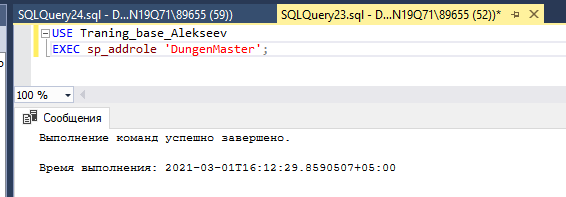 SQLQuery24.sql - D...N19Q71\89655 (59))
SQLQuery23.sql - D...N19Q71\89655 (52))*
USE Traning_base_Alekseev
EXEC sp_addrole 'DungenMaster';
100 %
Сообщения
Выполнение команд успешно завершено.
Время выполнения: 2021-03-01T16:12:29.8590507+05:00